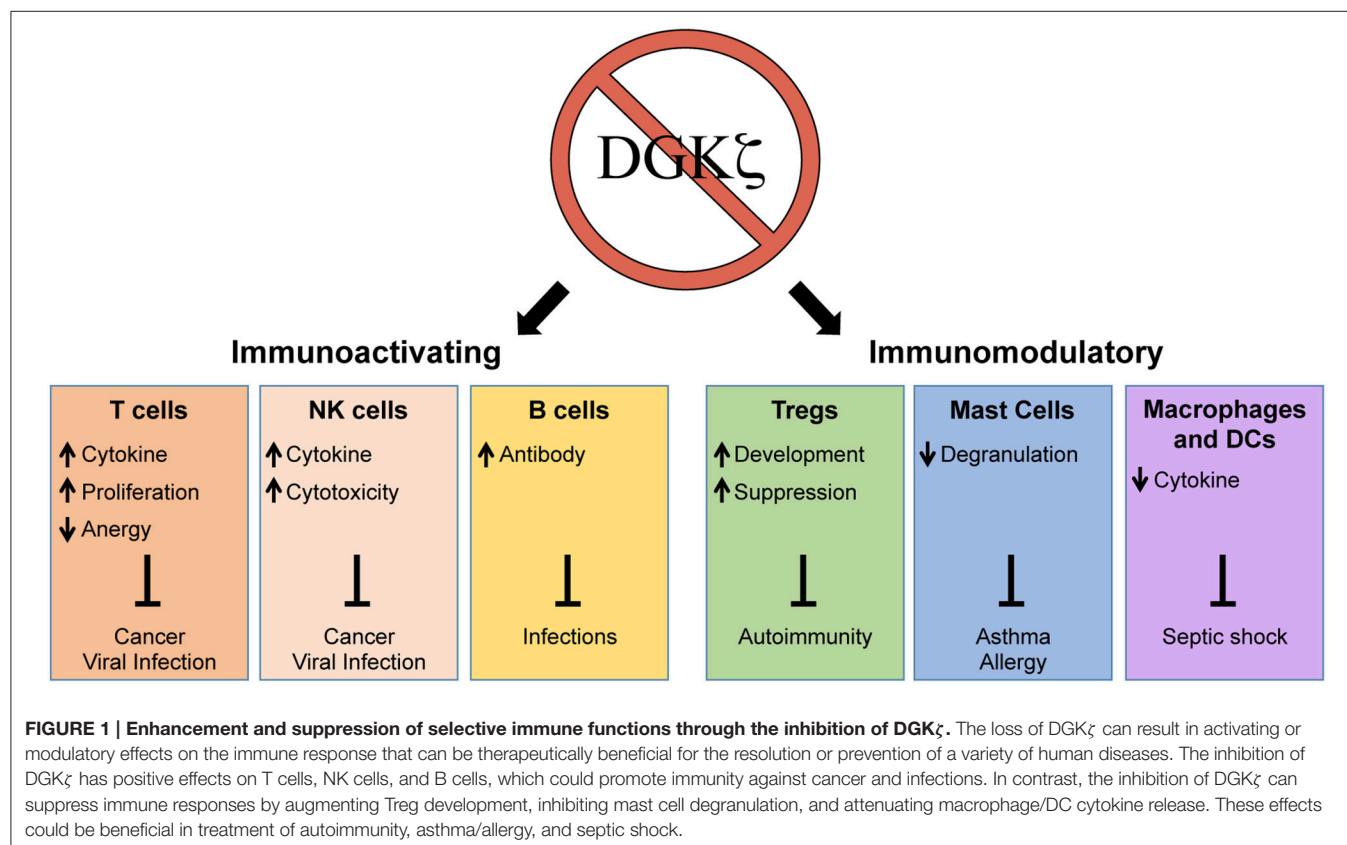 DGKζ
Immunoactivating
Immunomodulatory
T cells
↑ Cytokine
↑ Proliferation
↓ Anergy
Cancer
Viral Infection
NK cells
↑ Cytokine
↑ Cytotoxicity
Cancer
Viral Infection
B cells
↑ Antibody
Infections
Tregs
↑ Development
↑ Suppression
Autoimmunity
Mast Cells
↓ Degranulation
Asthma
Allergy
Macrophages
and DCs
↓ Cytokine
Septic shock
FIGURE 1 | Enhancement and suppression of selective immune functions through the inhibition of DGKζ. The loss of DGKζ can result in activating or
modulatory effects on the immune response that can be therapeutically beneficial for the resolution or prevention of a variety of human diseases. The inhibition of
DGKζ has positive effects on T cells, NK cells, and B cells, which could promote immunity against cancer and infections. In contrast, the inhibition of DGKζ can
suppress immune responses by augmenting Treg development, inhibiting mast cell degranulation, and attenuating macrophage/DC cytokine release. These effects
could be beneficial in treatment of autoimmunity, asthma/allergy, and septic shock.